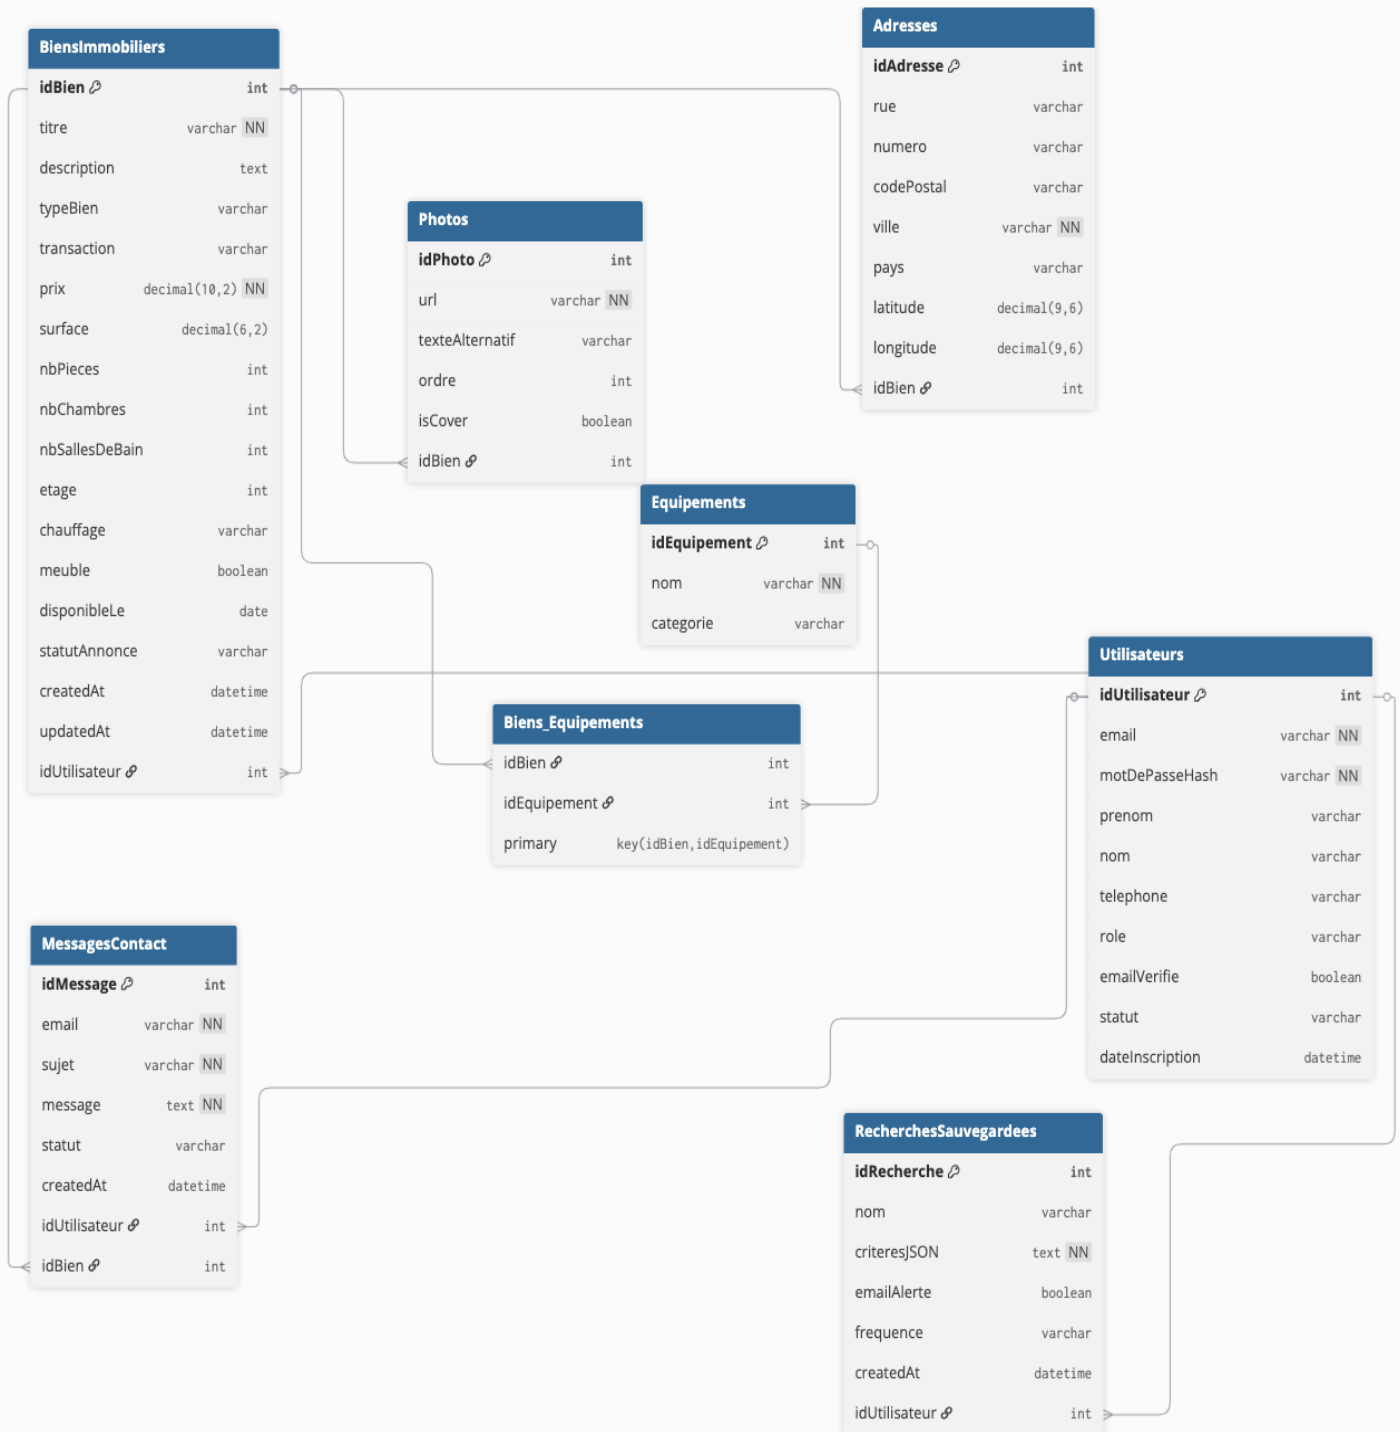 BiensImmobiliers
idBien int
titre varchar NN
description text
typeBien varchar
transaction varchar
prix decimal(10,2) NN
surface decimal(6,2)
nbPieces int
nbChambres int
nbSallesDeBain int
etage int
chauffage varchar
meuble boolean
disponibleLe date
statutAnnonce varchar
createdAt datetime
updatedAt datetime
idUtilisateur int
Adresses
idAdresse int
rue varchar
numero varchar
codePostal varchar
ville varchar NN
pays varchar
latitude decimal(9,6)
longitude decimal(9,6)
idBien int
Photos
idPhoto int
url varchar NN
texteAlternatif varchar
ordre int
isCover boolean
idBien int
Equipements
idEquipement int
nom varchar NN
categorie varchar
Biens_Equipements
idBien int
idEquipement int
primary key(idBien,idEquipement)
Utilisateurs
idUtilisateur int
email varchar NN
motDePasseHash varchar NN
prenom varchar
nom varchar
telephone varchar
role varchar
emailVerifie boolean
statut varchar
dateInscription datetime
MessagesContact
idMessage int
email varchar NN
sujet varchar NN
message text NN
statut varchar
createdAt datetime
idUtilisateur int
idBien int
RecherchesSauvegardees
idRecherche int
nom varchar
criteresJSON text NN
emailAlerte boolean
frequence varchar
createdAt datetime
idUtilisateur int